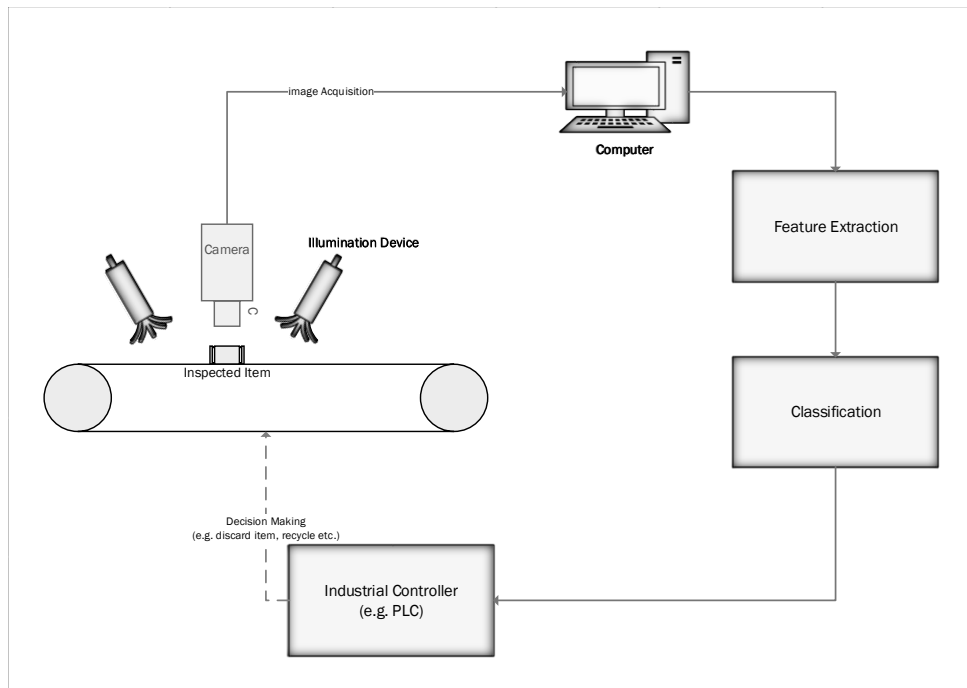 image Acquisition
Computer
Feature Extraction
Camera
Illumination Device
C
Inspected Item
Classification
Decision Making
(e.g. discard item, recycle etc.)
Industrial Controller
(e.g. PLC)